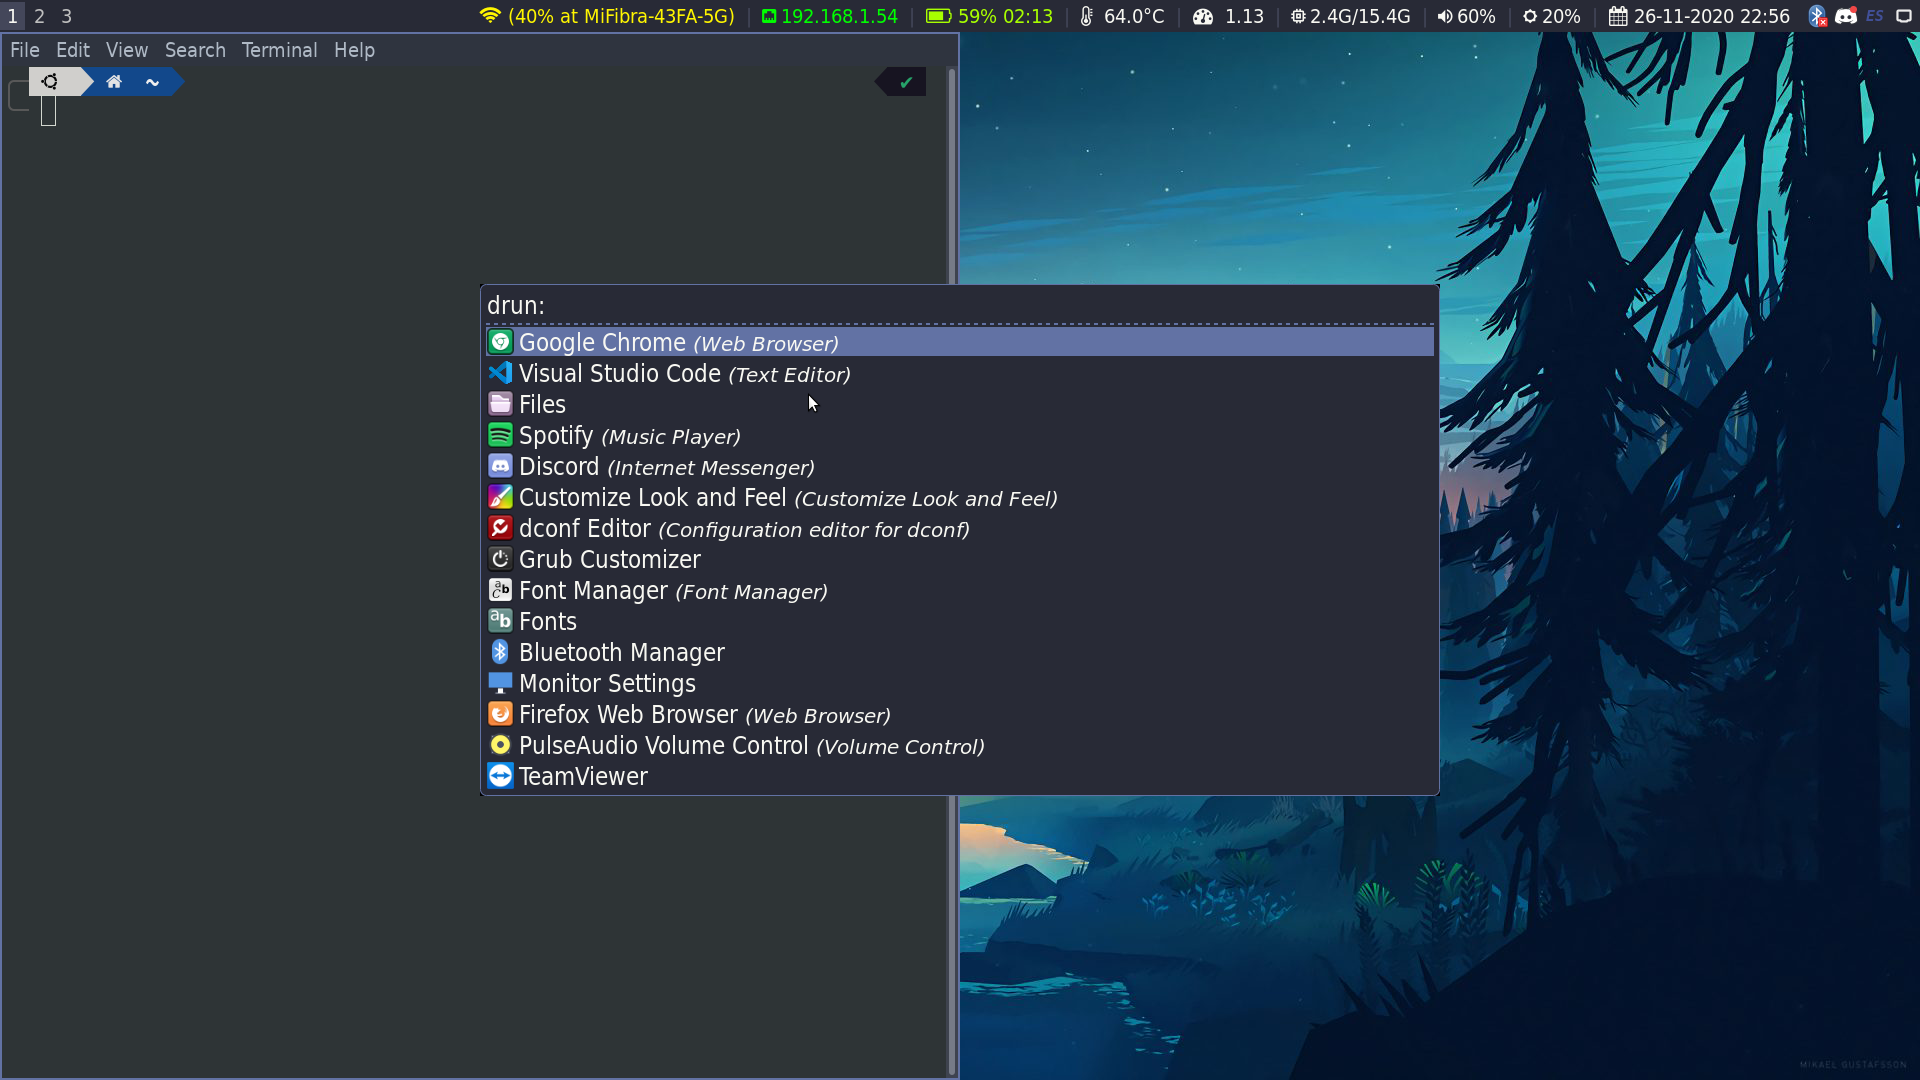 1 2 3 (40% at MiFibra-43FA-5G) 192.168.1.54 59% 02:13 64.0°C 1.13 2.4G/15.4G 60% 20% 26-11-2020 22:56 ES
File Edit View Search Terminal Help
~ ✔
drun:
Google Chrome (Web Browser)
Visual Studio Code (Text Editor)
Files
Spotify (Music Player)
Discord (Internet Messenger)
Customize Look and Feel (Customize Look and Feel)
dconf Editor (Configuration editor for dconf)
Grub Customizer
Font Manager (Font Manager)
Fonts
Bluetooth Manager
Monitor Settings
Firefox Web Browser (Web Browser)
PulseAudio Volume Control (Volume Control)
TeamViewer
MIKAEL GUSTAFSSON